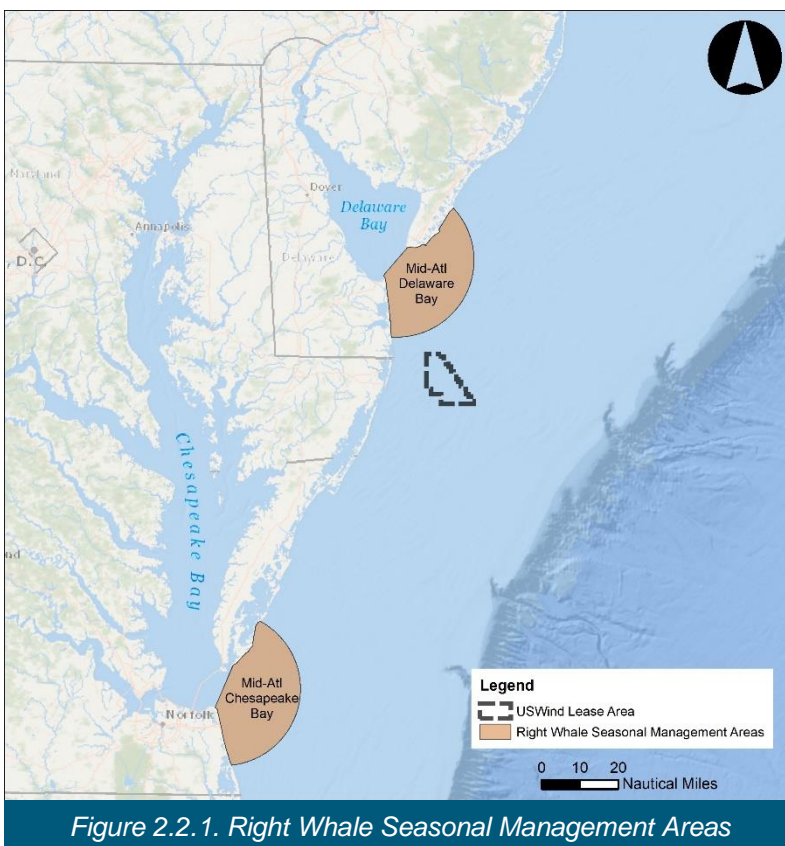 Maryland
Annapolis
D.C.
Dover
Delaware
Bay
Delaware
Mid-Atl
Delaware
Bay
Chesapeake Bay
Mid-Atl
Chesapeake
Bay
Norfolk
nd
Legend
USWind Lease Area
Right Whale Seasonal Management Areas
0 10 20
Nautical Miles
Figure 2.2.1. Right Whale Seasonal Management Areas